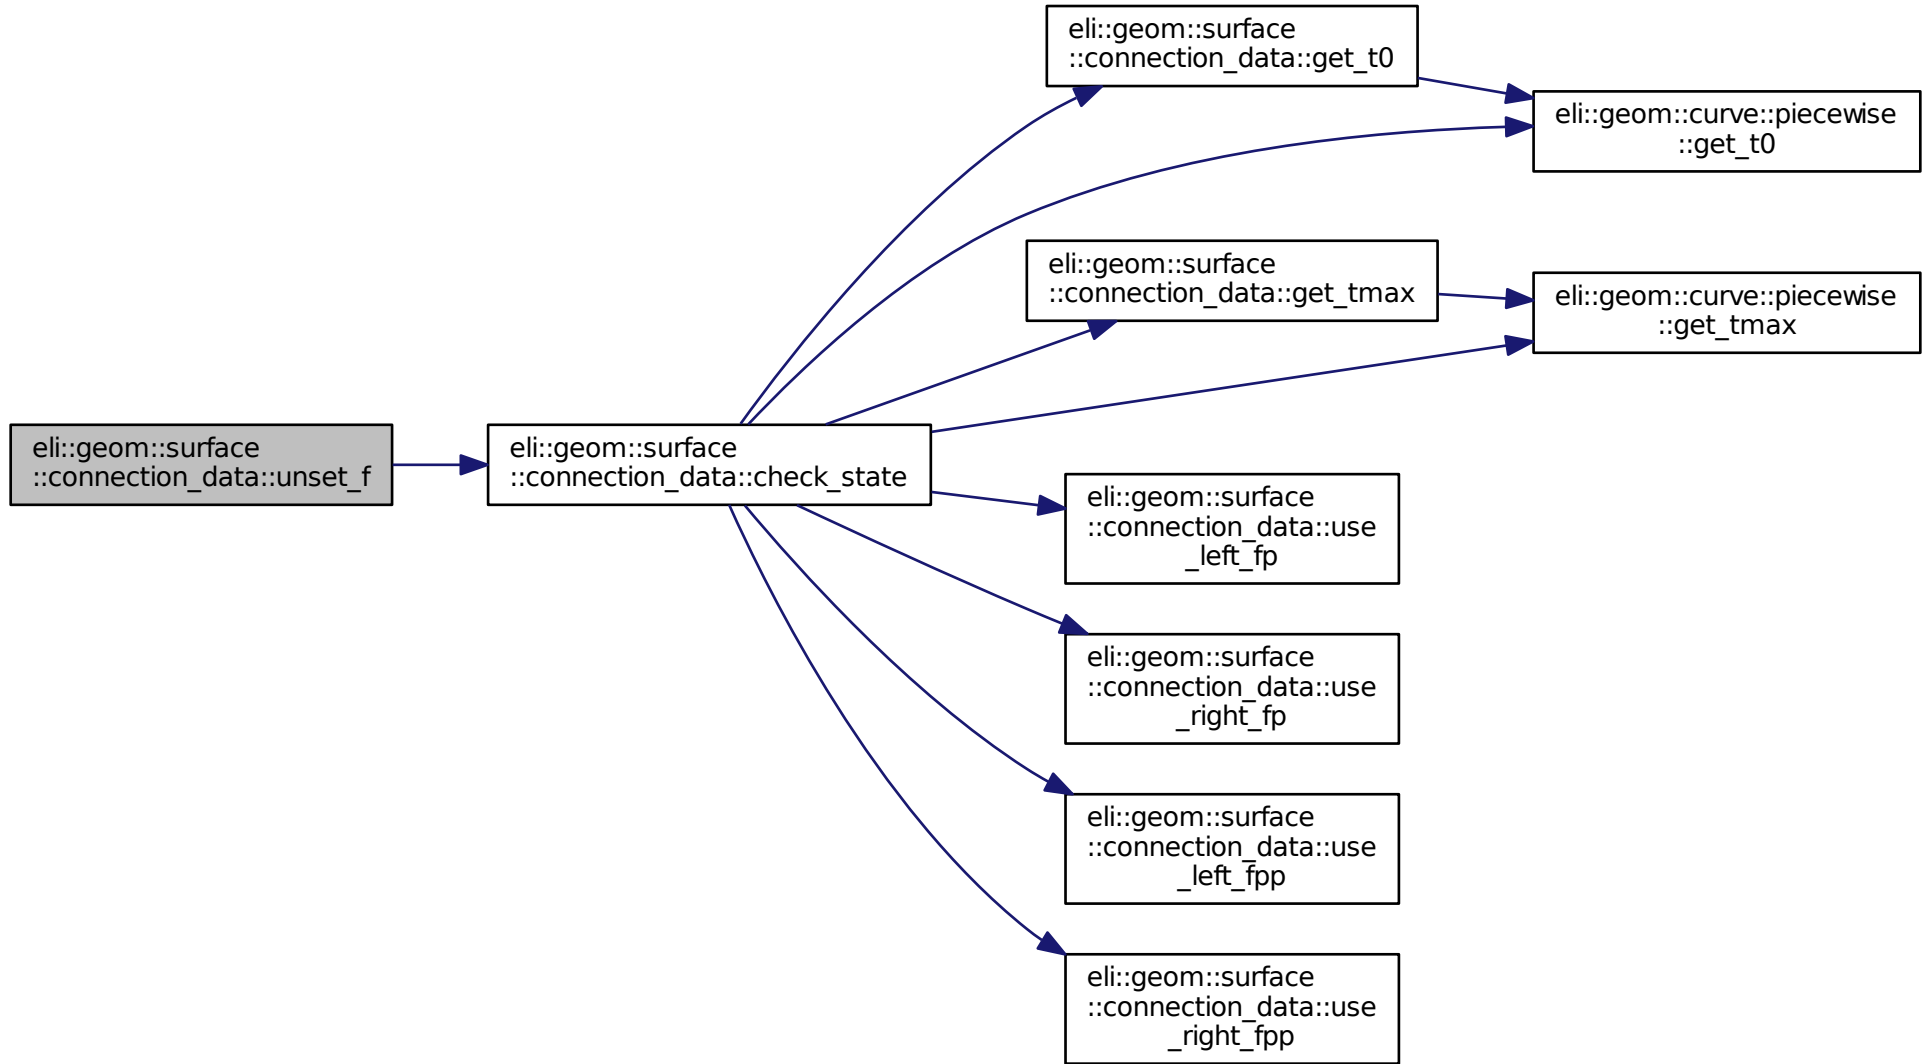 eli::geom::surface
::connection_data::unset_f
eli::geom::surface
::connection_data::check_state
eli::geom::surface
::connection_data::get_t0
eli::geom::curve::piecewise
::get_t0
eli::geom::surface
::connection_data::get_tmax
eli::geom::curve::piecewise
::get_tmax
eli::geom::surface
::connection_data::use
_left_fp
eli::geom::surface
::connection_data::use
_right_fp
eli::geom::surface
::connection_data::use
_left_fpp
eli::geom::surface
::connection_data::use
_right_fpp